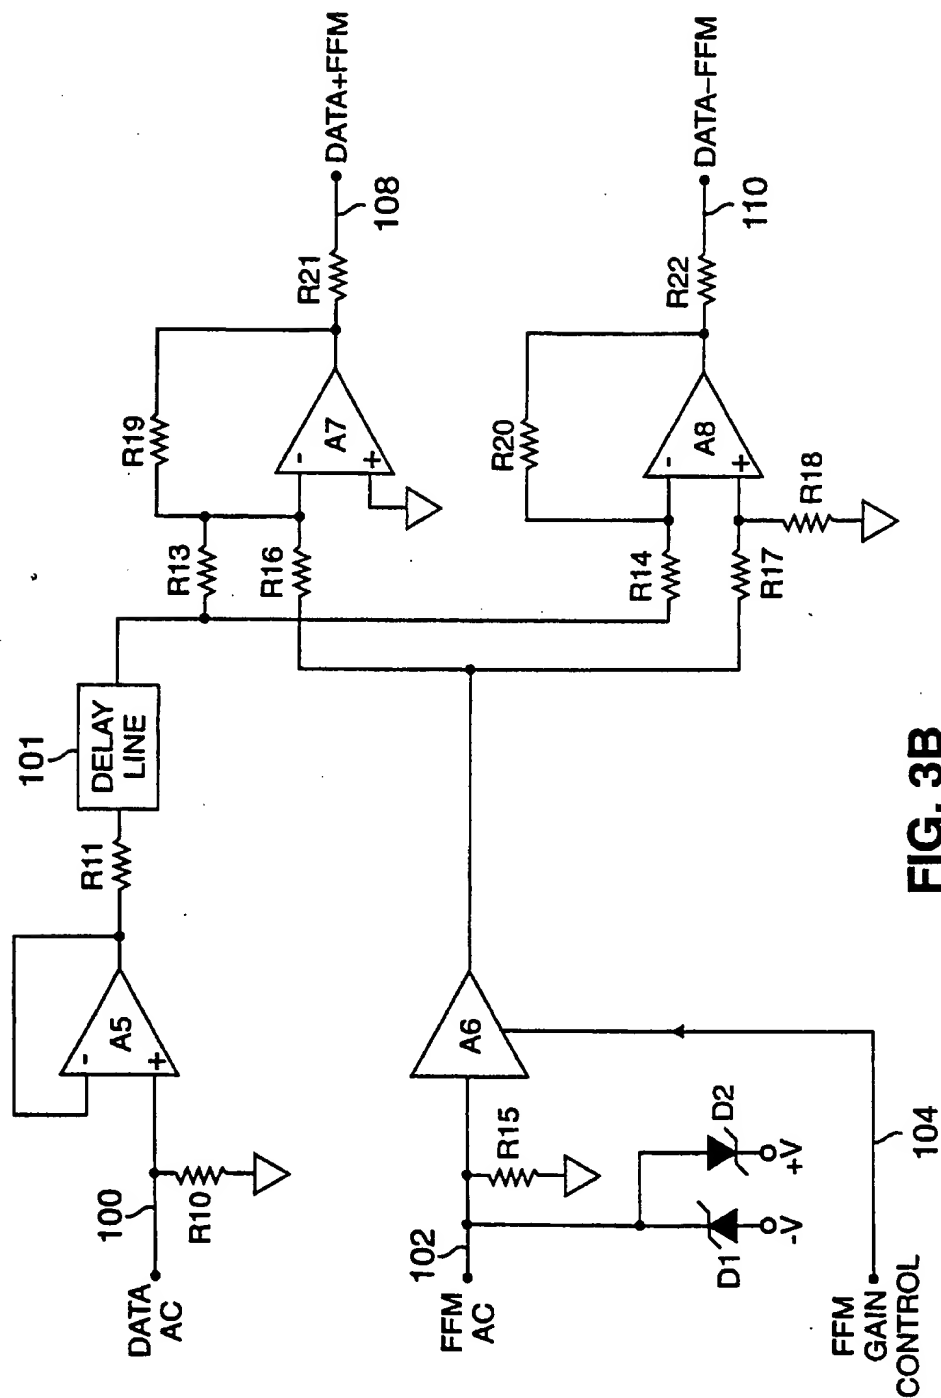 DATA
AC
100
R10
-
+
A5
R11
101
DELAY
LINE
R13
R16
R19
-
+
A7
R21
108
DATA+FFM
R14
R17
R20
-
+
A8
R18
R22
110
DATA−FFM
FFM
AC
102
R15
A6
D1
D2
-V
+V
104
FFM
GAIN
CONTROL
FIG. 3B